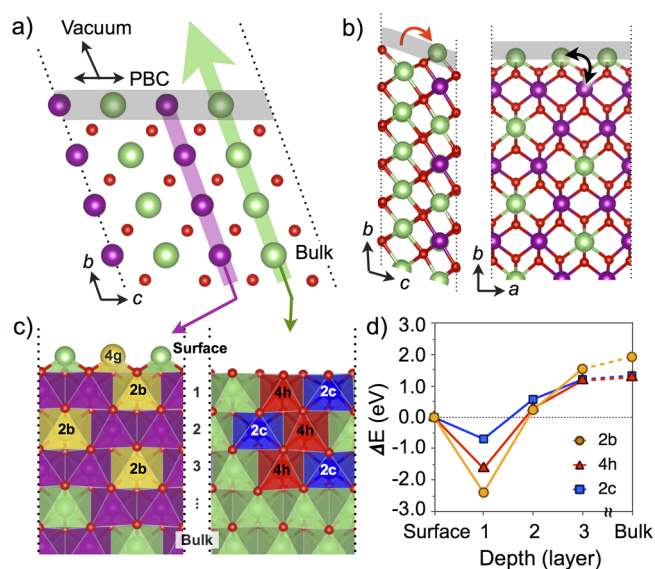 a)
Vacuum
PBC
Bulk
b
c
b)
b
c
b
a
c)
Surface
4g
2b
1
2b
2
2b
3
⋮
Bulk
4h
2c
2c
4h
4h
2c
d)
3.0
2.0
1.0
0.0
-1.0
-2.0
-3.0
ΔE (eV)
2b
4h
2c
Surface 1 2 3 Bulk
≈
Depth (layer)